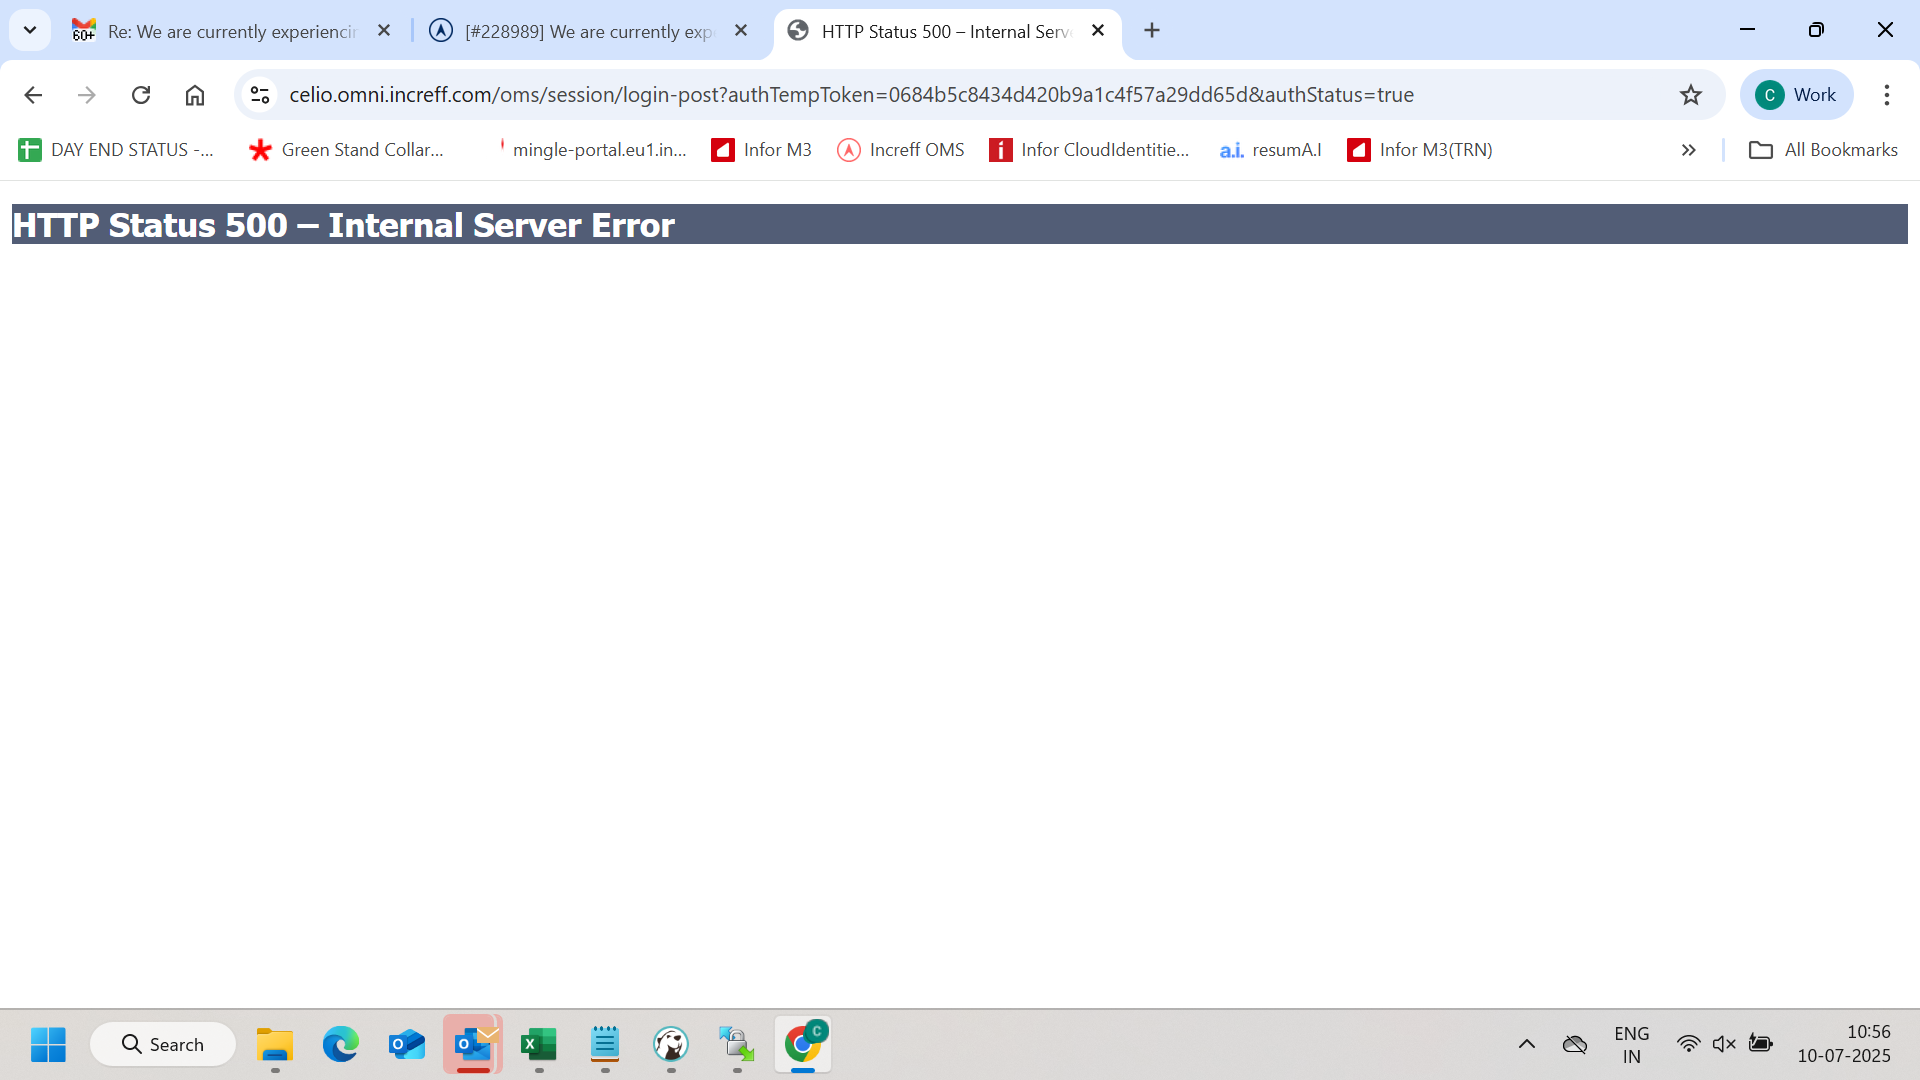 60+
Re: We are currently experiencin
[#228989] We are currently exp
HTTP Status 500 – Internal Serv
celio.omni.increff.com/oms/session/login-post?authTempToken=0684b5c8434d420b9a1c4f57a29dd65d&authStatus=true
C
Work
DAY END STATUS -...
Green Stand Collar...
mingle-portal.eu1.in...
Infor M3
Increff OMS
Infor CloudIdentitie...
a.i.
resumA.I
Infor M3(TRN)
All Bookmarks
HTTP Status 500 – Internal Server Error
Search
C
ENG
IN
10:56
10-07-2025